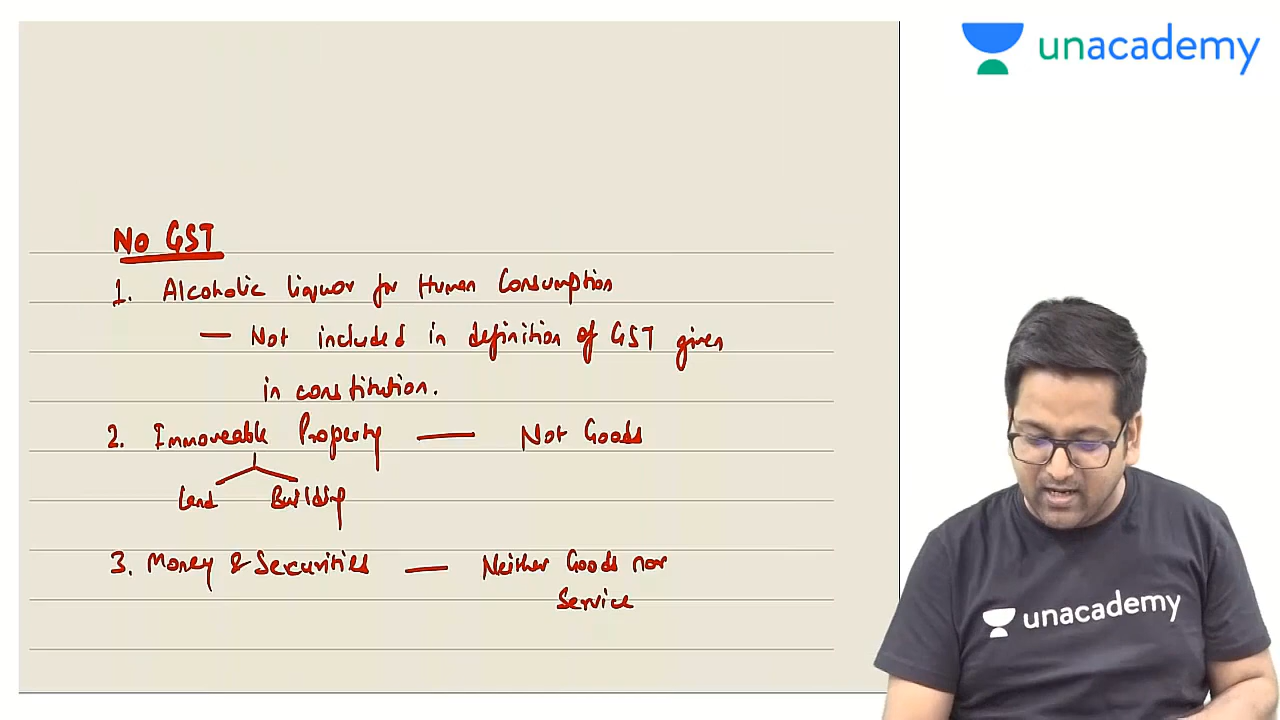 unacademy
No GST
1. Alcoholic liquor for Human Consumption
— Not included in definition of GST given
in constitution.
2. Immoveable Property — Not Goods
Land Building
3. Money & Securities — Neither Goods nor
Service
unacademy